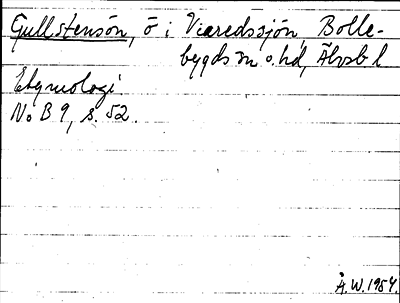 Gullstensön, ö i Viaredssjön, Bolle-
bygds sn o. hd, Älvsb l
Etymologi
No B 9, s. 52.
Å.W. 1954.